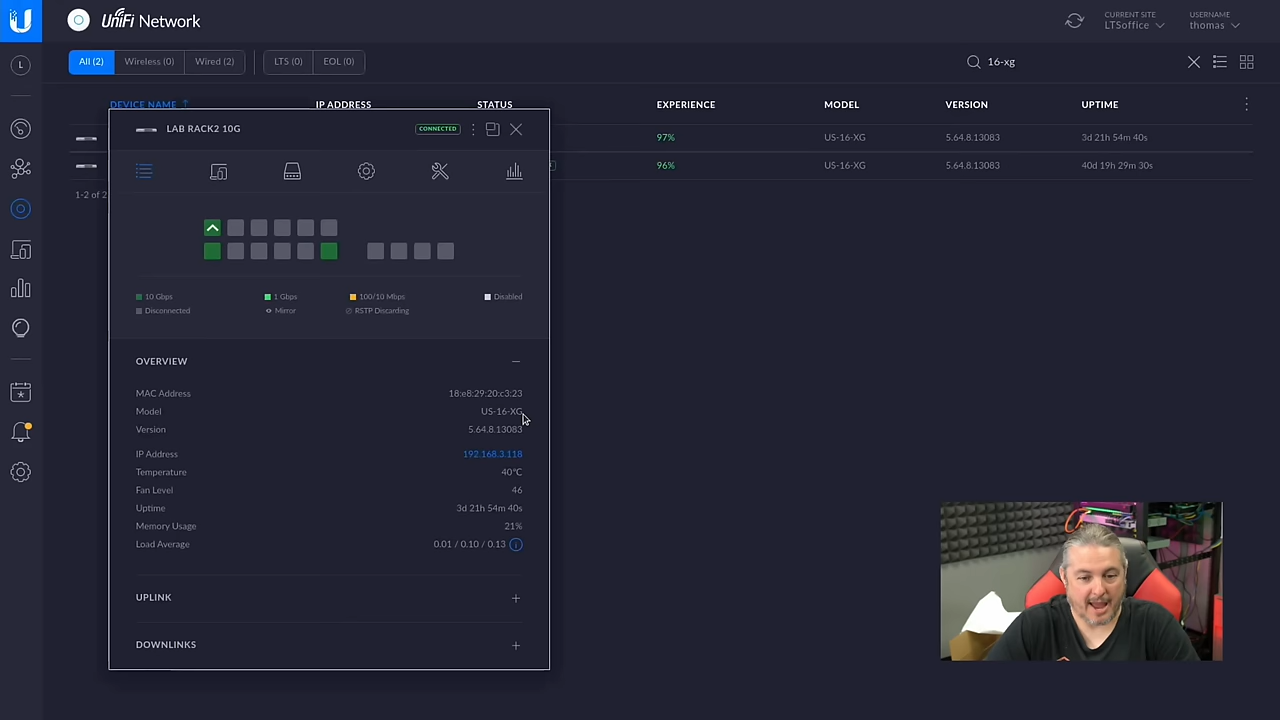 UniFi Network
CURRENT SITE
LTSoffice
USERNAME
thomas
All (2)
Wireless (0)
Wired (2)
LTS (0)
EOL (0)
16-xg
L
DEVICE NAME
IP ADDRESS
STATUS
EXPERIENCE
MODEL
VERSION
UPTIME
97%
US-16-XG
5.64.8.13083
3d 21h 54m 40s
96%
US-16-XG
5.64.8.13083
40d 19h 29m 30s
1-2 of 2
LAB RACK2 10G
CONNECTED
10 Gbps
1 Gbps
100/10 Mbps
Disabled
Disconnected
Mirror
RSTP Discarding
OVERVIEW
MAC Address
18:e8:29:20:c3:23
Model
US-16-XG
Version
5.64.8.13083
IP Address
192.168.3.118
Temperature
40°C
Fan Level
46
Uptime
3d 21h 54m 40s
Memory Usage
21%
Load Average
0.01 / 0.10 / 0.13
UPLINK
DOWNLINKS